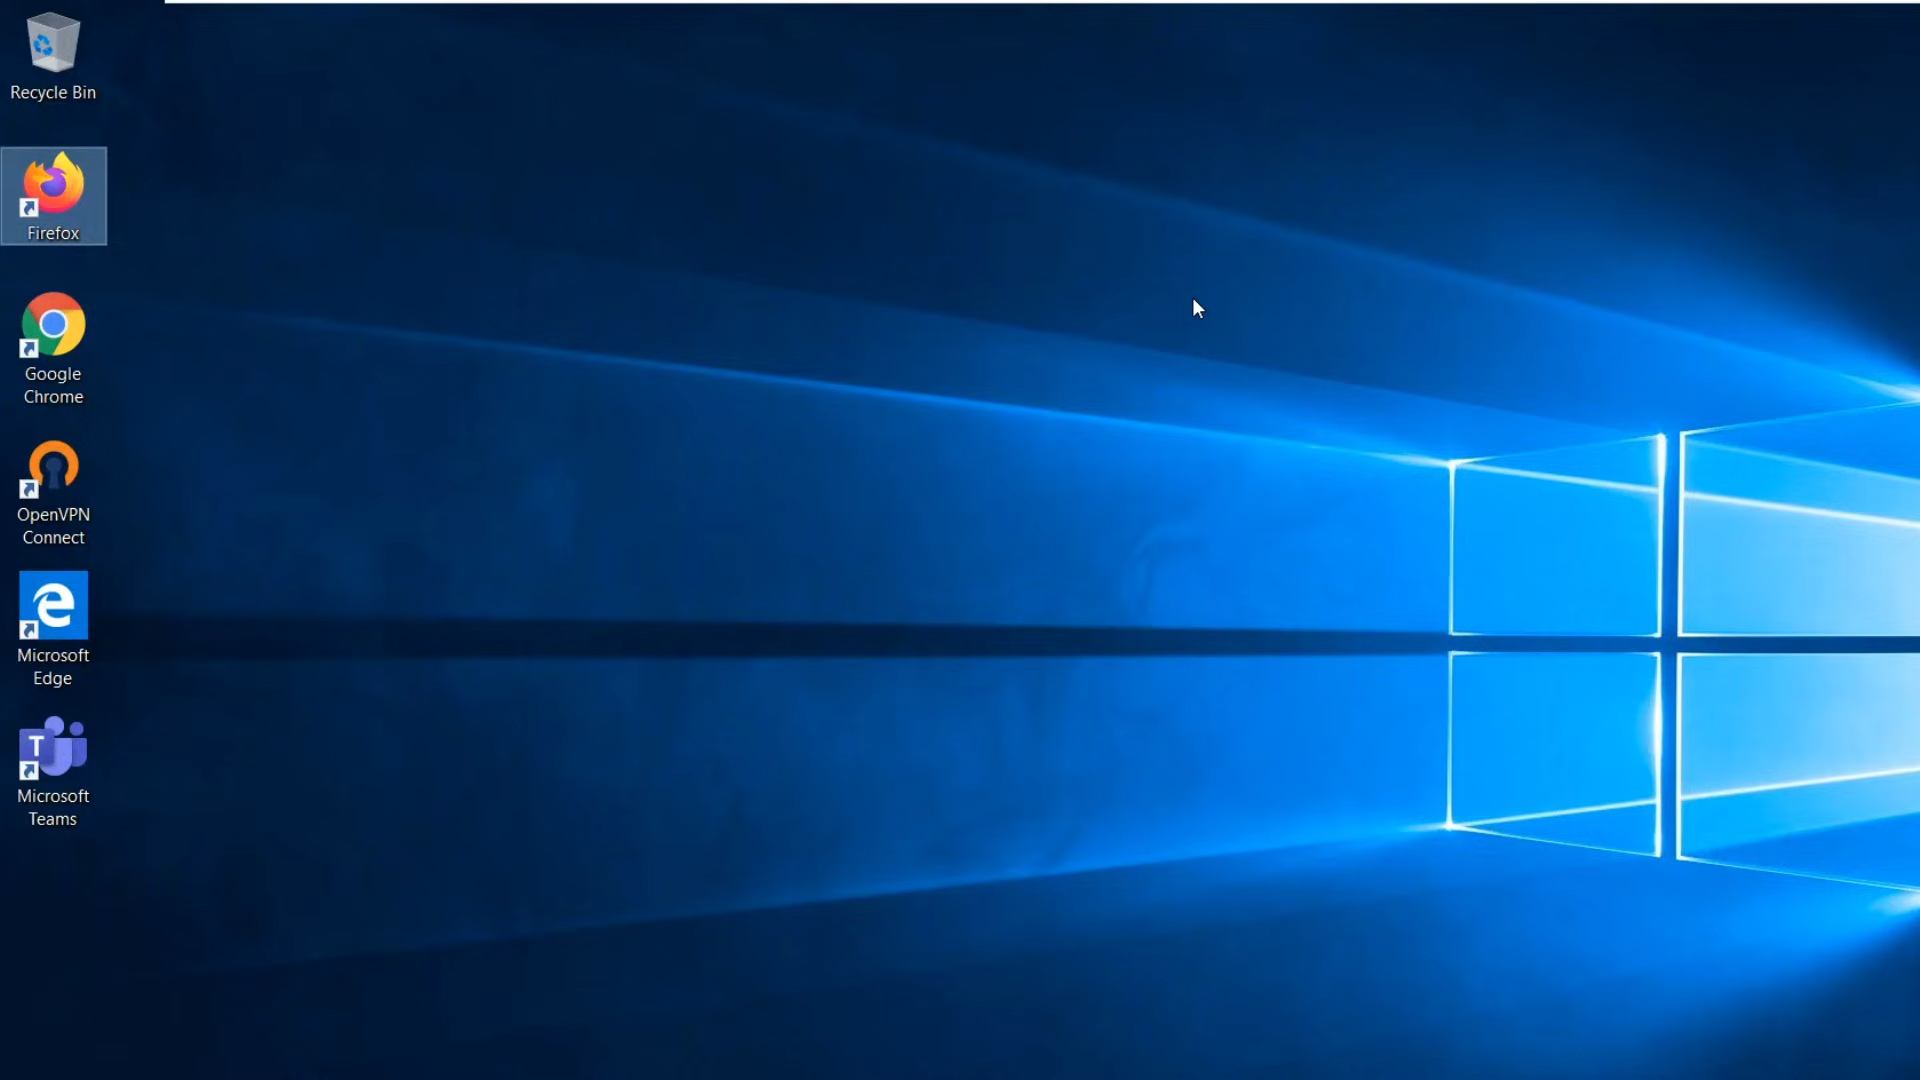 Recycle Bin
Firefox
Google
Chrome
OpenVPN
Connect
Microsoft
Edge
T
Microsoft
Teams